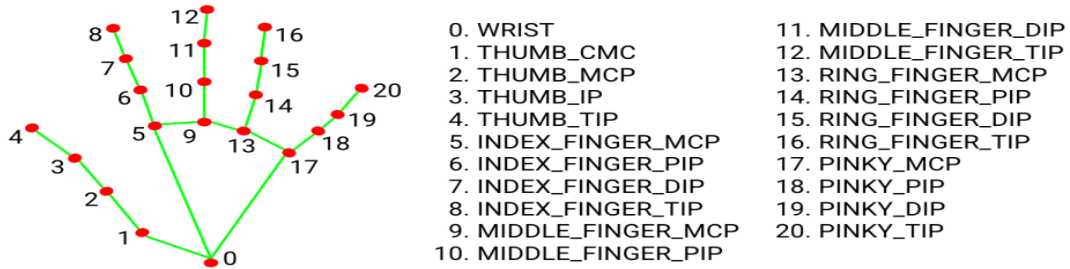 12
16
8
11
7
15
20
10
6
14
19
4
5
9
13
18
3
17
2
1
0
0. WRIST
1. THUMB_CMC
2. THUMB_MCP
3. THUMB_IP
4. THUMB_TIP
5. INDEX_FINGER_MCP
6. INDEX_FINGER_PIP
7. INDEX_FINGER_DIP
8. INDEX_FINGER_TIP
9. MIDDLE_FINGER_MCP
10. MIDDLE_FINGER_PIP
11. MIDDLE_FINGER_DIP
12. MIDDLE_FINGER_TIP
13. RING_FINGER_MCP
14. RING_FINGER_PIP
15. RING_FINGER_DIP
16. RING_FINGER_TIP
17. PINKY_MCP
18. PINKY_PIP
19. PINKY_DIP
20. PINKY_TIP